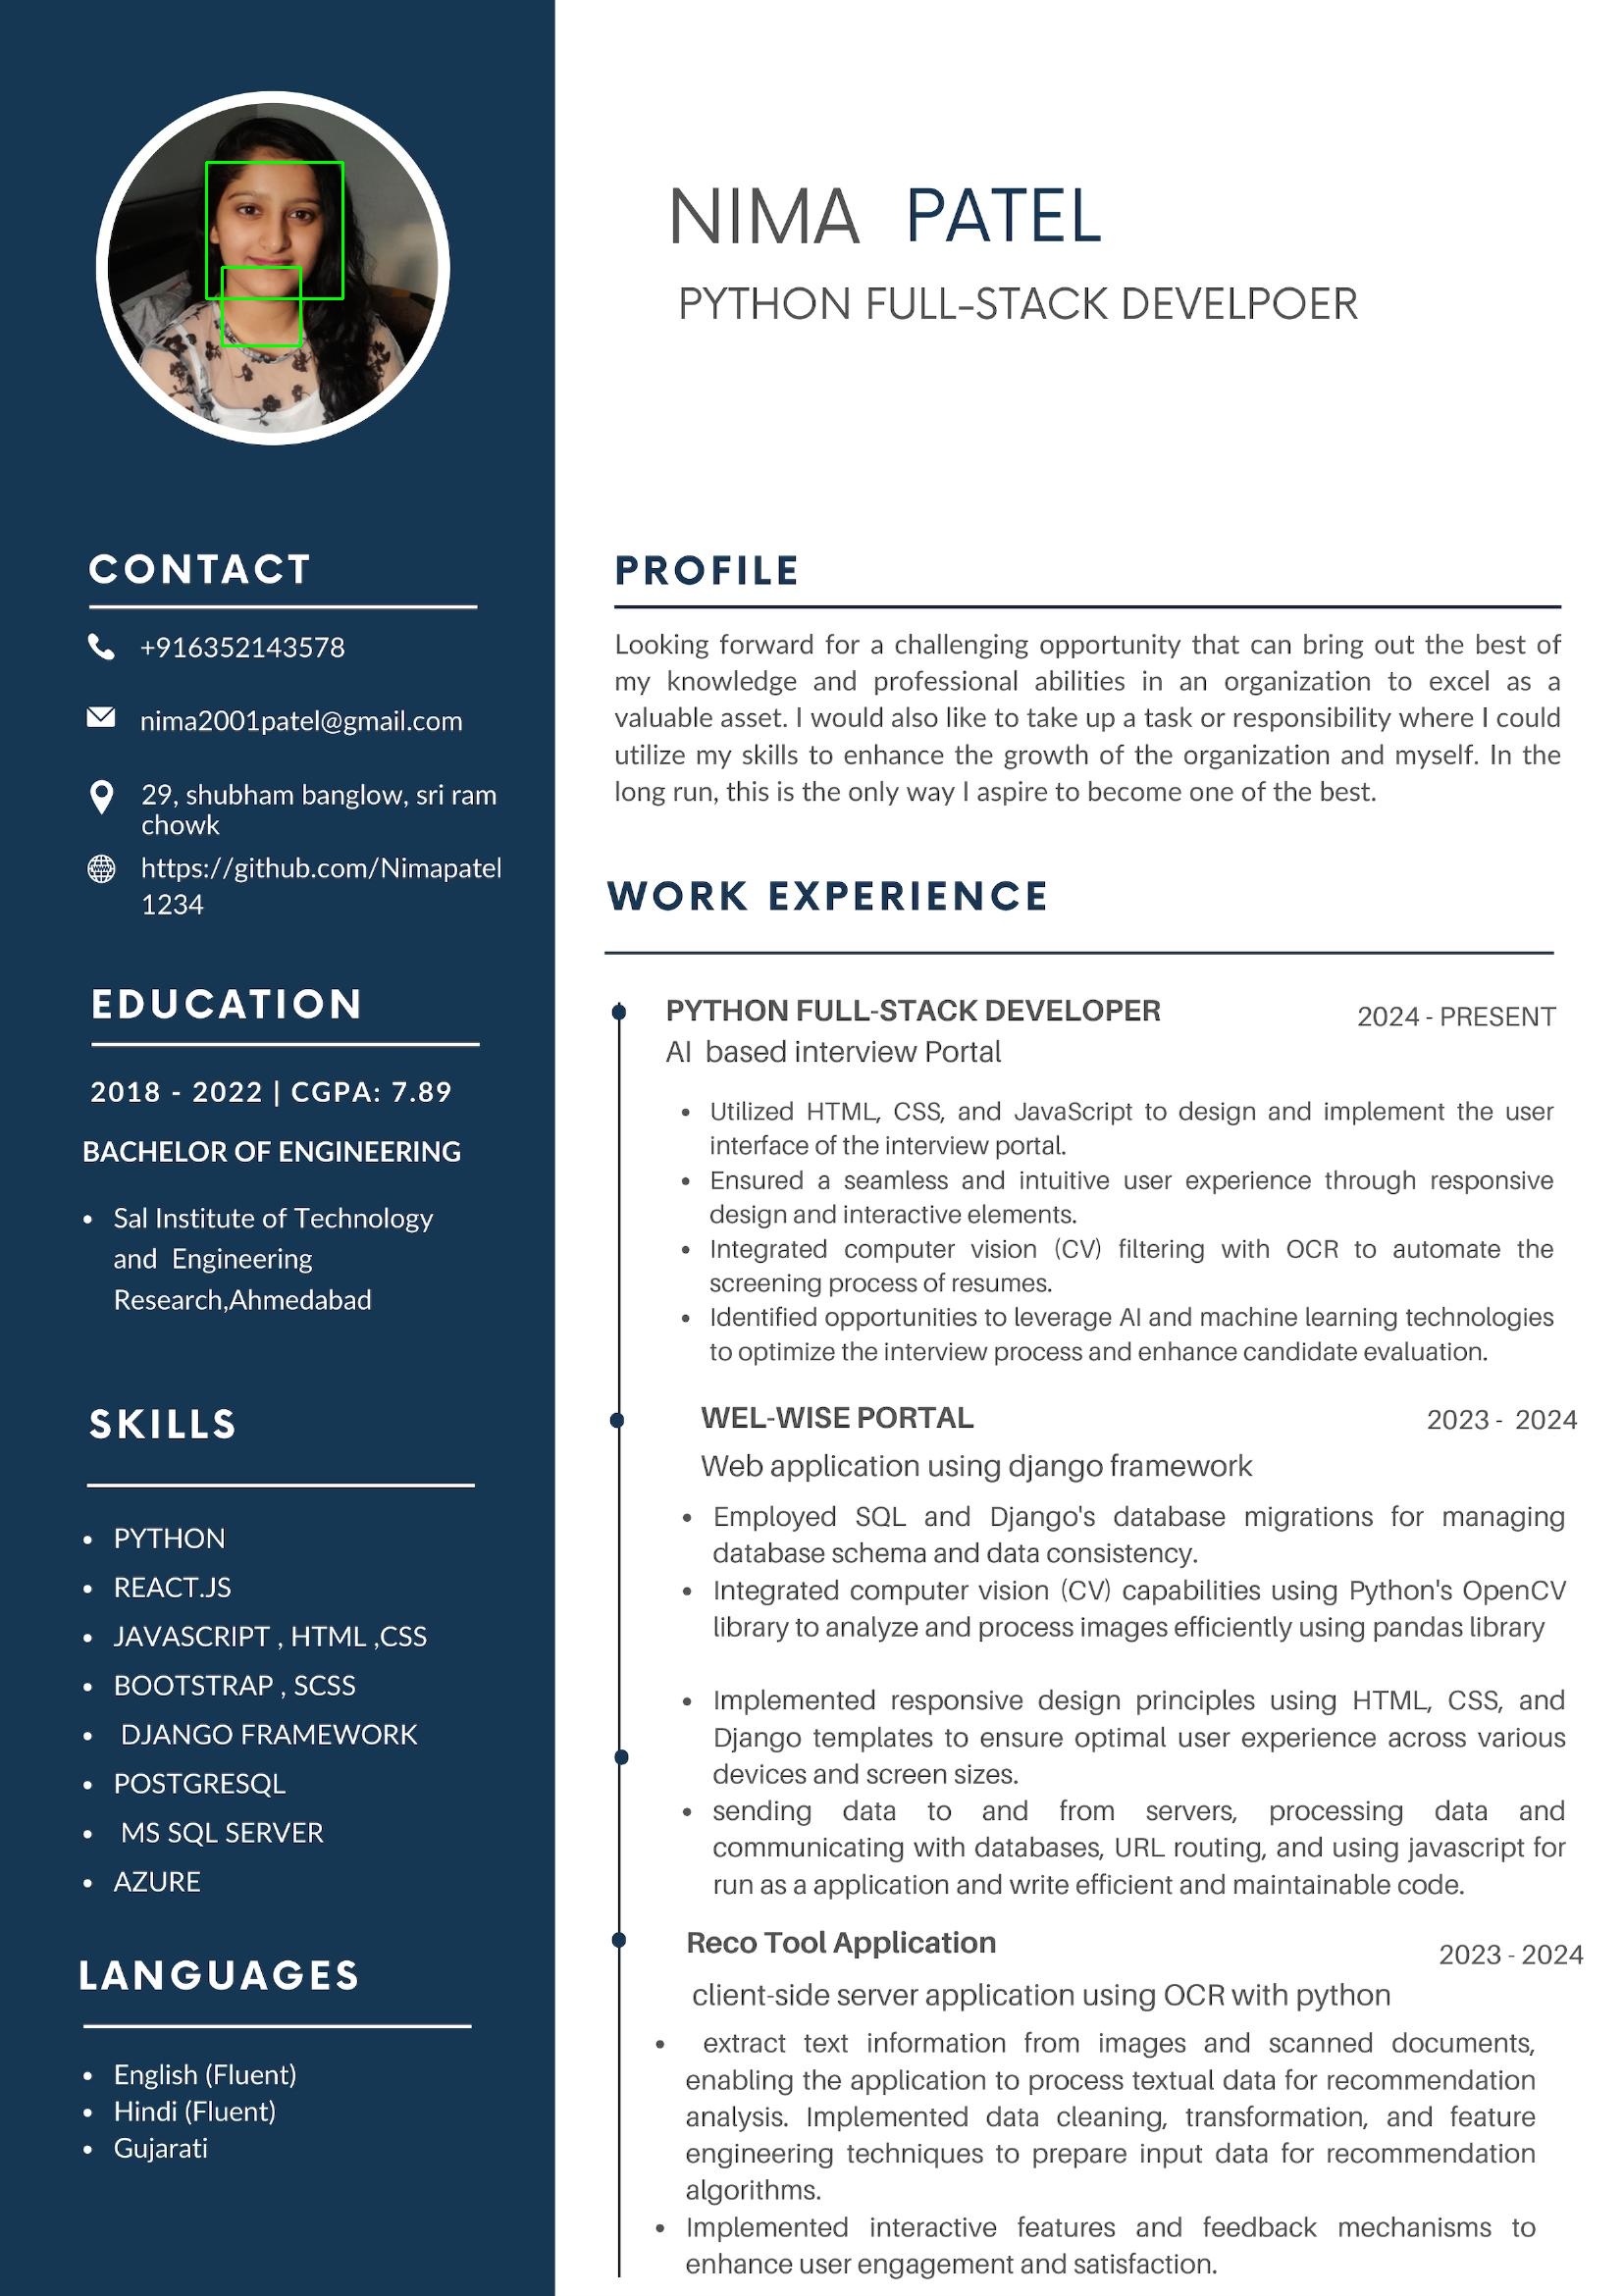 NIMA PATEL
PYTHON FULL-STACK DEVELPOER
CONTACT
+916352143578
nima2001patel@gmail.com
29, shubham banglow, sri ram
chowk
https://github.com/Nimapatel
1234
EDUCATION
2018 - 2022 | CGPA: 7.89
BACHELOR OF ENGINEERING
• Sal Institute of Technology
and Engineering
Research,Ahmedabad
SKILLS
• PYTHON
• REACT.JS
• JAVASCRIPT , HTML ,CSS
• BOOTSTRAP , SCSS
• DJANGO FRAMEWORK
• POSTGRESQL
• MS SQL SERVER
• AZURE
LANGUAGES
• English (Fluent)
• Hindi (Fluent)
• Gujarati
PROFILE
Looking forward for a challenging opportunity that can bring out the best of
my knowledge and professional abilities in an organization to excel as a
valuable asset. I would also like to take up a task or responsibility where I could
utilize my skills to enhance the growth of the organization and myself. In the
long run, this is the only way I aspire to become one of the best.
WORK EXPERIENCE
PYTHON FULL-STACK DEVELOPER 2024 - PRESENT
AI based interview Portal
• Utilized HTML, CSS, and JavaScript to design and implement the user
interface of the interview portal.
• Ensured a seamless and intuitive user experience through responsive
design and interactive elements.
• Integrated computer vision (CV) filtering with OCR to automate the
screening process of resumes.
• Identified opportunities to leverage AI and machine learning technologies
to optimize the interview process and enhance candidate evaluation.
WEL-WISE PORTAL 2023 - 2024
Web application using django framework
• Employed SQL and Django's database migrations for managing
database schema and data consistency.
• Integrated computer vision (CV) capabilities using Python's OpenCV
library to analyze and process images efficiently using pandas library
• Implemented responsive design principles using HTML, CSS, and
Django templates to ensure optimal user experience across various
devices and screen sizes.
• sending data to and from servers, processing data and
communicating with databases, URL routing, and using javascript for
run as a application and write efficient and maintainable code.
Reco Tool Application 2023 - 2024
client-side server application using OCR with python
• extract text information from images and scanned documents,
enabling the application to process textual data for recommendation
analysis. Implemented data cleaning, transformation, and feature
engineering techniques to prepare input data for recommendation
algorithms.
• Implemented interactive features and feedback mechanisms to
enhance user engagement and satisfaction.